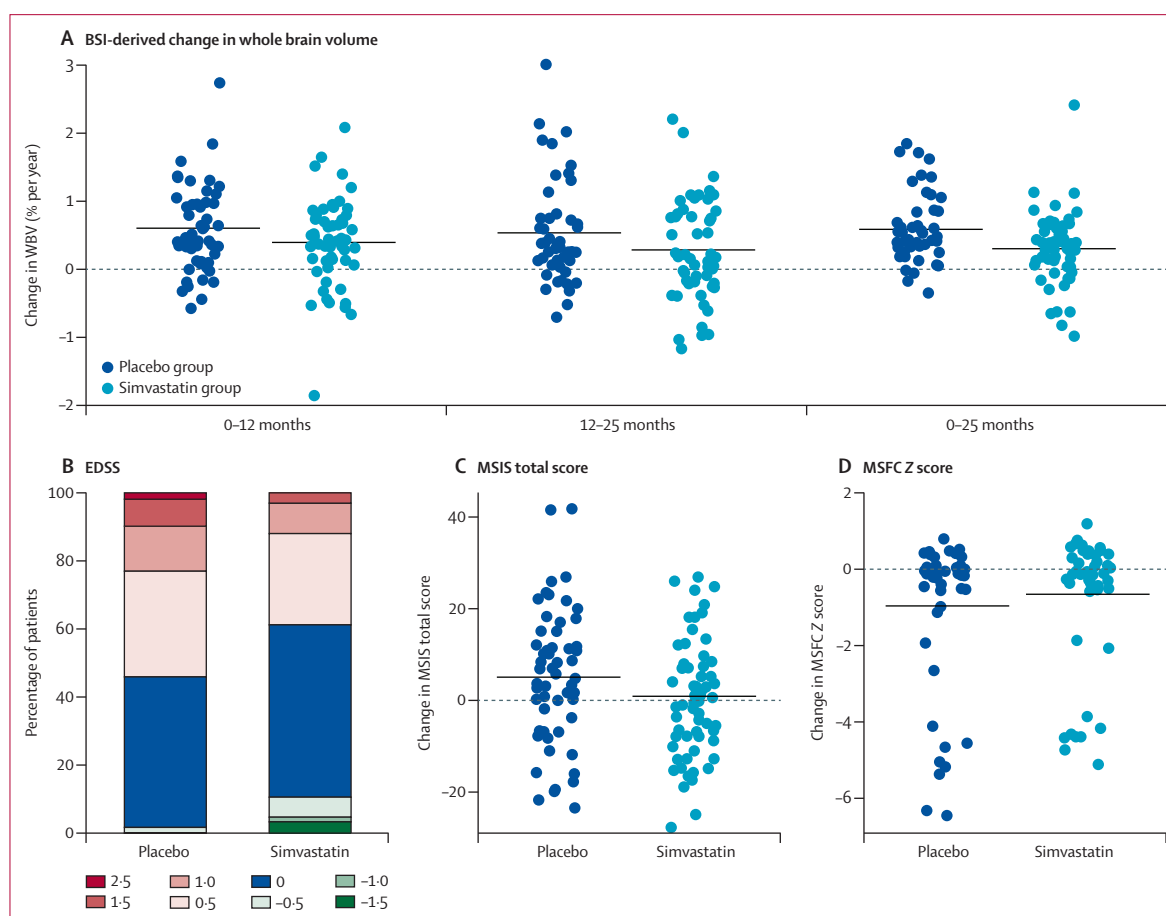 A BSI-derived change in whole brain volume
3
2
1
0
–1
–2
Change in WBV (% per year)
Placebo group
Simvastatin group
0–12 months
12–25 months
0–25 months
B EDSS
100
80
60
40
20
0
Percentage of patients
Placebo
Simvastatin
2·5
1·0
0
–1·0
1·5
0·5
–0·5
–1·5
C MSIS total score
40
20
0
–20
Change in MSIS total score
Placebo
Simvastatin
D MSFC Z score
2
0
–2
–4
–6
Change in MSFC Z score
Placebo
Simvastatin